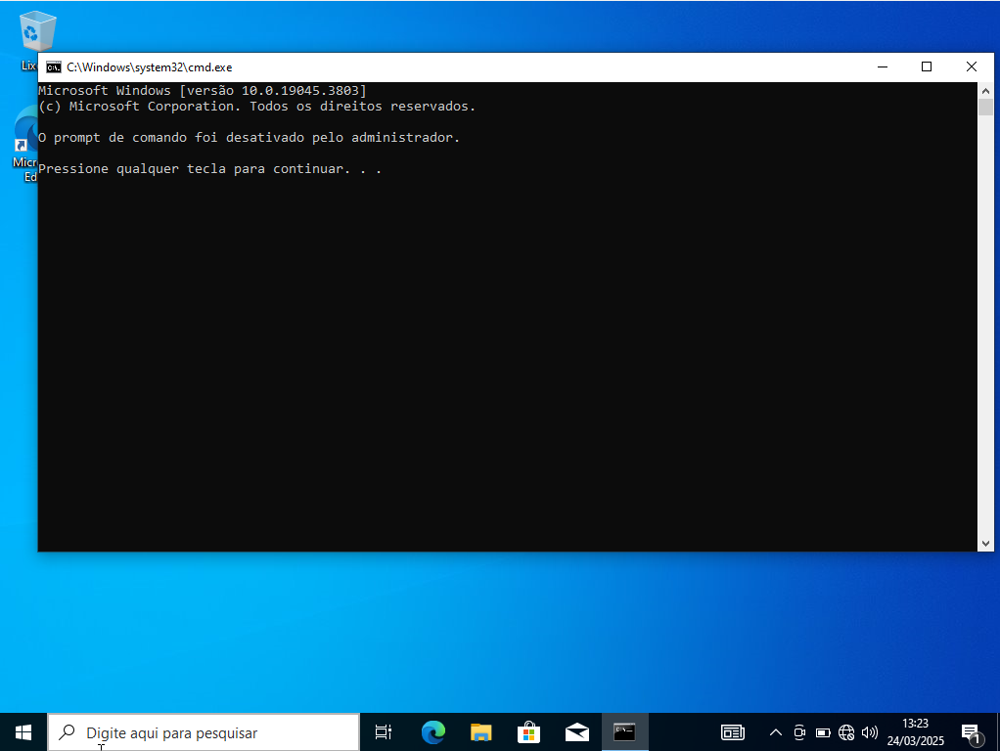 Lix
C:\Windows\system32\cmd.exe
Microsoft Windows [versão 10.0.19045.3803]
(c) Microsoft Corporation. Todos os direitos reservados.
O prompt de comando foi desativado pelo administrador.
Micr
Ed
Pressione qualquer tecla para continuar. . .
Digite aqui para pesquisar
13:23
24/03/2025
1